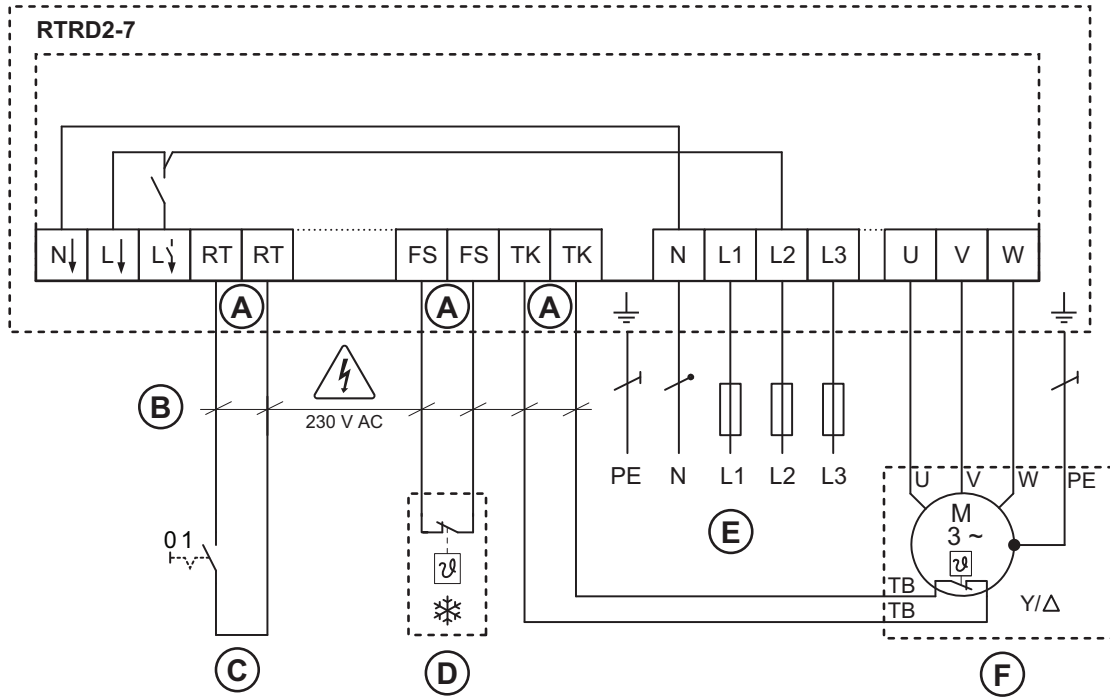 RTRD2-7
N L L RT RT FS FS TK TK N L1 L2 L3 U V W
A A A
B
230 V AC
PE N L1 L2 L3
U V W PE
M
3 ~
ϑ
ϑ
0 1
E
TB
TB
Y/Δ
C D F